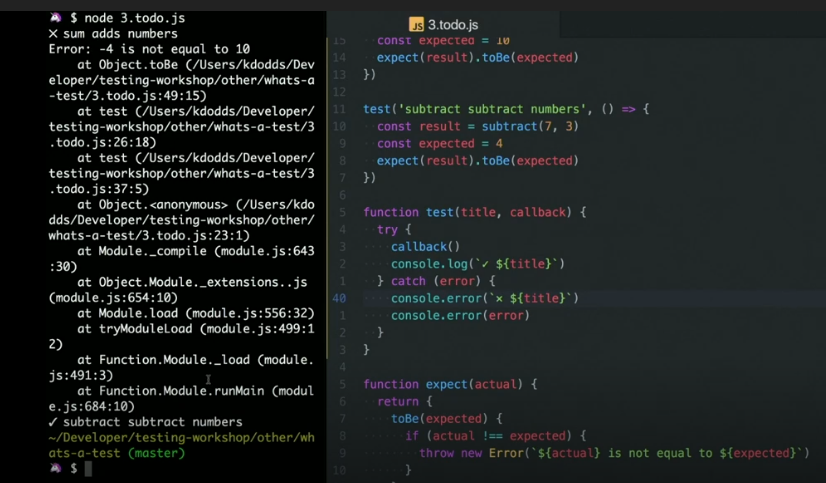 $ node 3.todo.js
✕ sum adds numbers
Error: -4 is not equal to 10
at Object.toBe (/Users/kdodds/Dev
eloper/testing-workshop/other/whats-a
-test/3.todo.js:49:15)
at test (/Users/kdodds/Developer/
testing-workshop/other/whats-a-test/3
.todo.js:26:18)
at test (/Users/kdodds/Developer/
testing-workshop/other/whats-a-test/3
.todo.js:37:5)
at Object.<anonymous> (/Users/kdo
dds/Developer/testing-workshop/other/
whats-a-test/3.todo.js:23:1)
at Module._compile (module.js:643
:30)
at Object.Module._extensions..js
(module.js:654:10)
at Module.load (module.js:556:32)
at tryModuleLoad (module.js:499:1
2)
at Function.Module._load (module.
js:491:3)
at Function.Module.runMain (modul
e.js:684:10)
✓ subtract subtract numbers
~/Developer/testing-workshop/other/wh
ats-a-test (master)
$
JS 3.todo.js
15 const expected = 10
14 expect(result).toBe(expected)
13 })
12
11 test('subtract subtract numbers', () => {
10 const result = subtract(7, 3)
9 const expected = 4
8 expect(result).toBe(expected)
7 })
6
5 function test(title, callback) {
4 try {
3 callback()
2 console.log(`✓ ${title}`)
1 } catch (error) {
40 console.error(`✕ ${title}`)
1 console.error(error)
2 }
3 }
4
5 function expect(actual) {
6 return {
7 toBe(expected) {
8 if (actual !== expected) {
9 throw new Error(`${actual} is not equal to ${expected}`)
10 }